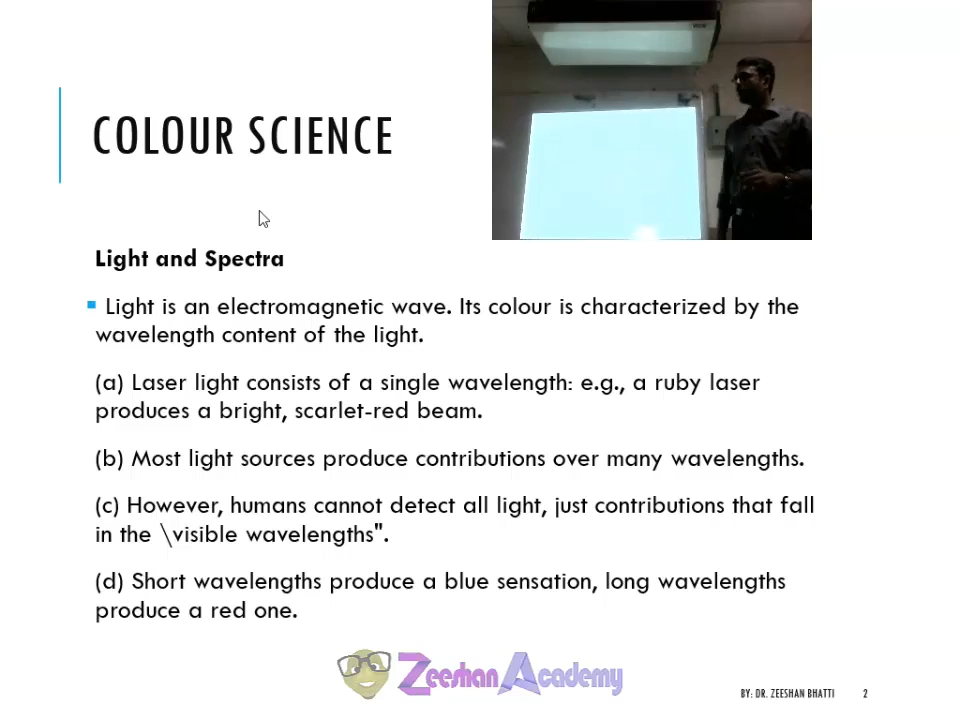 COLOUR SCIENCE
Light and Spectra
Light is an electromagnetic wave. Its colour is characterized by the
wavelength content of the light.
(a) Laser light consists of a single wavelength: e.g., a ruby laser
produces a bright, scarlet-red beam.
(b) Most light sources produce contributions over many wavelengths.
(c) However, humans cannot detect all light, just contributions that fall
in the \visible wavelengths".
(d) Short wavelengths produce a blue sensation, long wavelengths
produce a red one.
Zeeshan Academy
BY: DR. ZEESHAN BHATTI 2